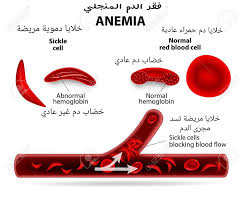 فقر الدم المنجلي
ANEMIA
خلايا دموية مريضة
Sickle
cell
خلايا دم حمراء عادية
Normal
red blood cell
خضاب دم عادي
Abnormal
hemoglobin
Normal
hemoglobin
خضاب دم غير عادي
خلايا مريضة تسد
مجرى الدم
Sickle cells
blocking blood flow